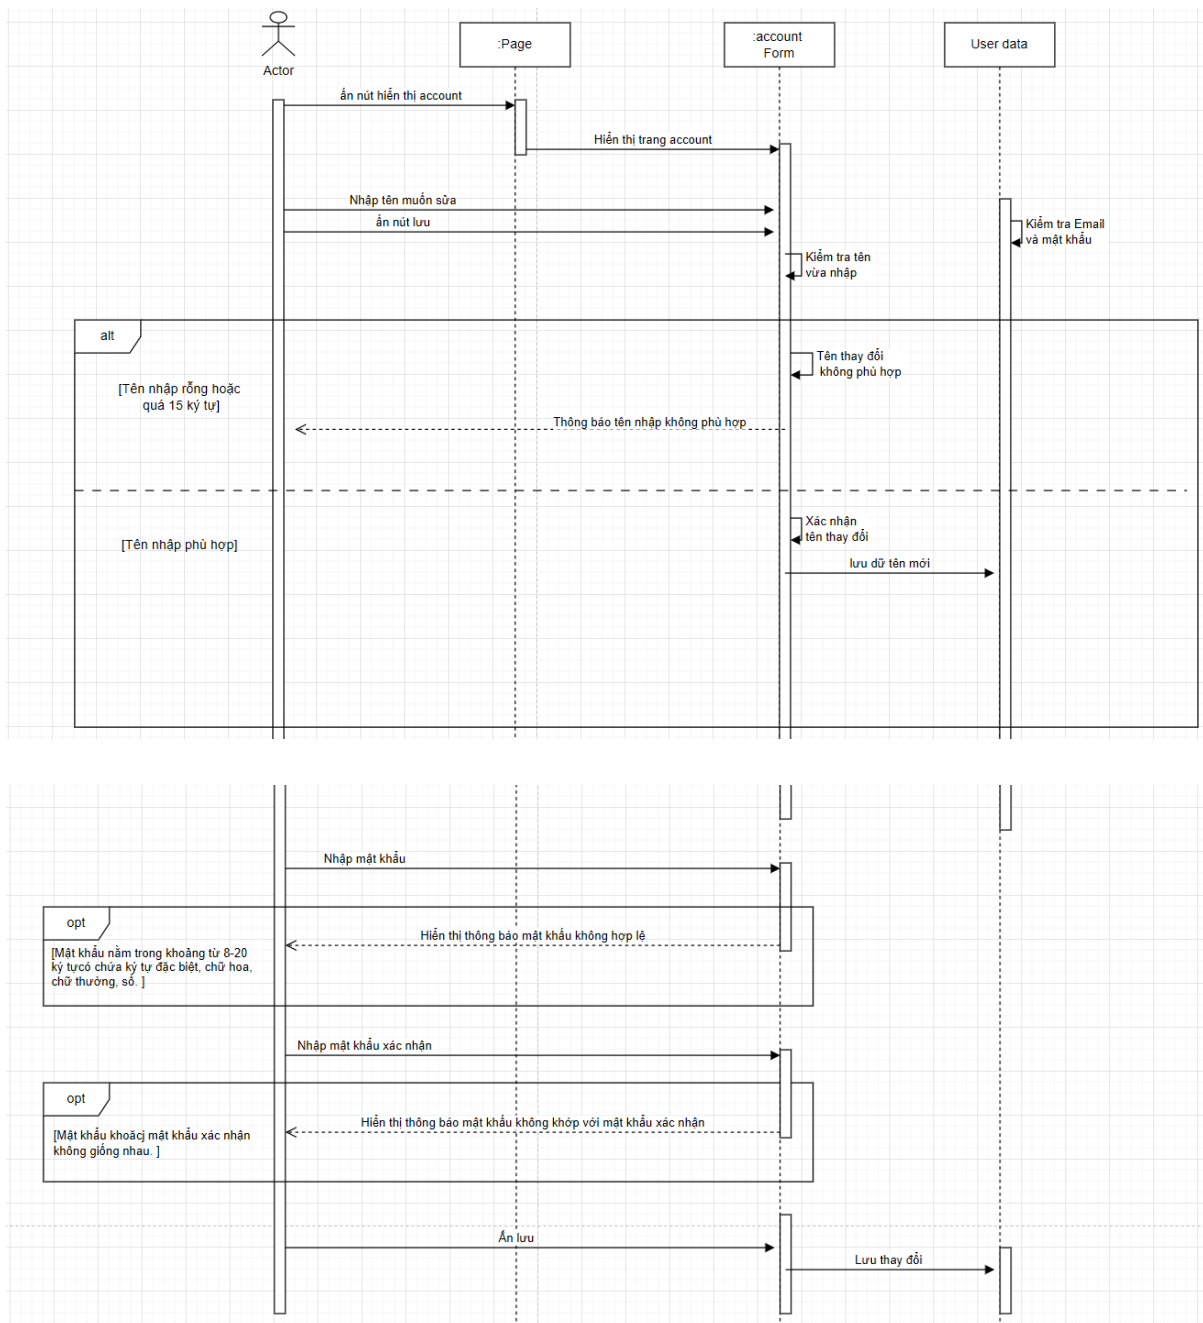 Actor
:Page
:account
Form
User data
ấn nút hiển thị account
Hiển thị trang account
Nhập tên muốn sửa
ấn nút lưu
Kiểm tra Email
và mật khẩu
Kiểm tra tên
vừa nhập
alt
[Tên nhập rỗng hoặc
quá 15 ký tự]
Tên thay đổi
không phù hợp
Thông báo tên nhập không phù hợp
[Tên nhập phù hợp]
Xác nhận
tên thay đổi
lưu dữ tên mới
Nhập mật khẩu
opt
[Mật khẩu nằm trong khoảng từ 8-20
ký tựcó chứa ký tự đặc biệt, chữ hoa,
chữ thường, số. ]
Hiển thị thông báo mật khẩu không hợp lệ
Nhập mật khẩu xác nhận
opt
[Mật khẩu khoăcj mật khẩu xác nhận
không giống nhau. ]
Hiển thị thông báo mật khẩu không khớp với mật khẩu xác nhận
Ấn lưu
Lưu thay đổi